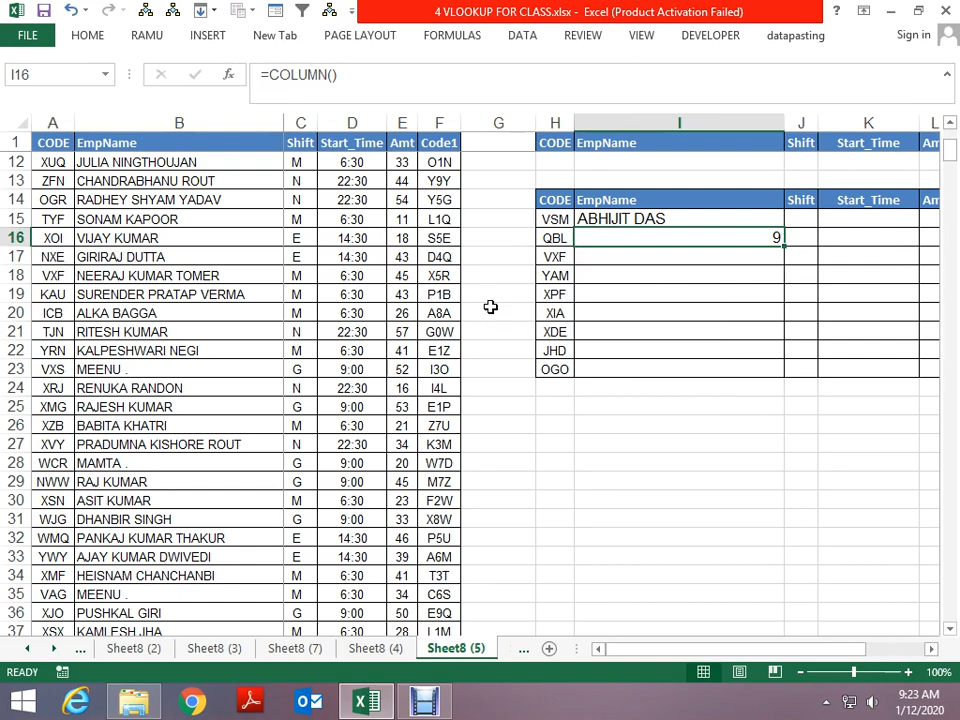 4 VLOOKUP FOR CLASS.xlsx - Excel (Product Activation Failed)
FILE HOME RAMU INSERT New Tab PAGE LAYOUT FORMULAS DATA REVIEW VIEW DEVELOPER datapasting Sign in
I16 fx =COLUMN()
A B C D E F G H I J K L
1 CODE EmpName Shift Start_Time Amt Code1 CODE EmpName Shift Start_Time Am
12 XUQ JULIA NINGTHOUJAN M 6:30 33 O1N
13 ZFN CHANDRABHANU ROUT N 22:30 44 Y9Y
14 OGR RADHEY SHYAM YADAV N 22:30 54 Y5G CODE EmpName Shift Start_Time Am
15 TYF SONAM KAPOOR M 6:30 11 L1Q VSM ABHIJIT DAS
16 XOI VIJAY KUMAR E 14:30 18 S5E QBL 9
17 NXE GIRIRAJ DUTTA E 14:30 43 D4Q VXF
18 VXF NEERAJ KUMAR TOMER M 6:30 45 X5R YAM
19 KAU SURENDER PRATAP VERMA M 6:30 43 P1B XPF
20 ICB ALKA BAGGA M 6:30 26 A8A XIA
21 TJN RITESH KUMAR N 22:30 57 G0W XDE
22 YRN KALPESHWARI NEGI M 6:30 41 E1Z JHD
23 VXS MEENU . G 9:00 52 I3O OGO
24 XRJ RENUKA RANDON N 22:30 16 I4L
25 XMG RAJESH KUMAR G 9:00 53 E1P
26 XZB BABITA KHATRI M 6:30 21 Z7U
27 XVY PRADUMNA KISHORE ROUT N 22:30 34 K3M
28 WCR MAMTA . G 9:00 20 W7D
29 NWW RAJ KUMAR G 9:00 45 M7Z
30 XSN ASIT KUMAR M 6:30 23 F2W
31 WJG DHANBIR SINGH G 9:00 33 X8W
32 WMQ PANKAJ KUMAR THAKUR E 14:30 46 P5U
33 YWY AJAY KUMAR DWIVEDI E 14:30 39 A6M
34 XMF HEISNAM CHANCHANBI M 6:30 41 T3T
35 VAG MEENU . M 6:30 34 C6S
36 XJO PUSHKAL GIRI G 9:00 50 E9Q
37 XSX KAMLESH JHA M 6:30 28 L1M
Sheet8 (2) Sheet8 (3) Sheet8 (7) Sheet8 (4) Sheet8 (5) ...
READY 100%
9:23 AM
1/12/2020